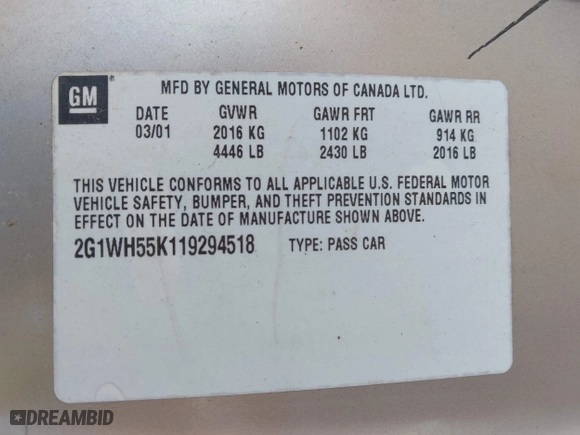 GM
MFD BY GENERAL MOTORS OF CANADA LTD.
DATE GVWR GAWR FRT GAWR RR
03/01 2016 KG 1102 KG 914 KG
4446 LB 2430 LB 2016 LB
THIS VEHICLE CONFORMS TO ALL APPLICABLE U.S. FEDERAL MOTOR
VEHICLE SAFETY, BUMPER, AND THEFT PREVENTION STANDARDS IN
EFFECT ON THE DATE OF MANUFACTURE SHOWN ABOVE.
2G1WH55K119294518 TYPE: PASS CAR
DREAMBID